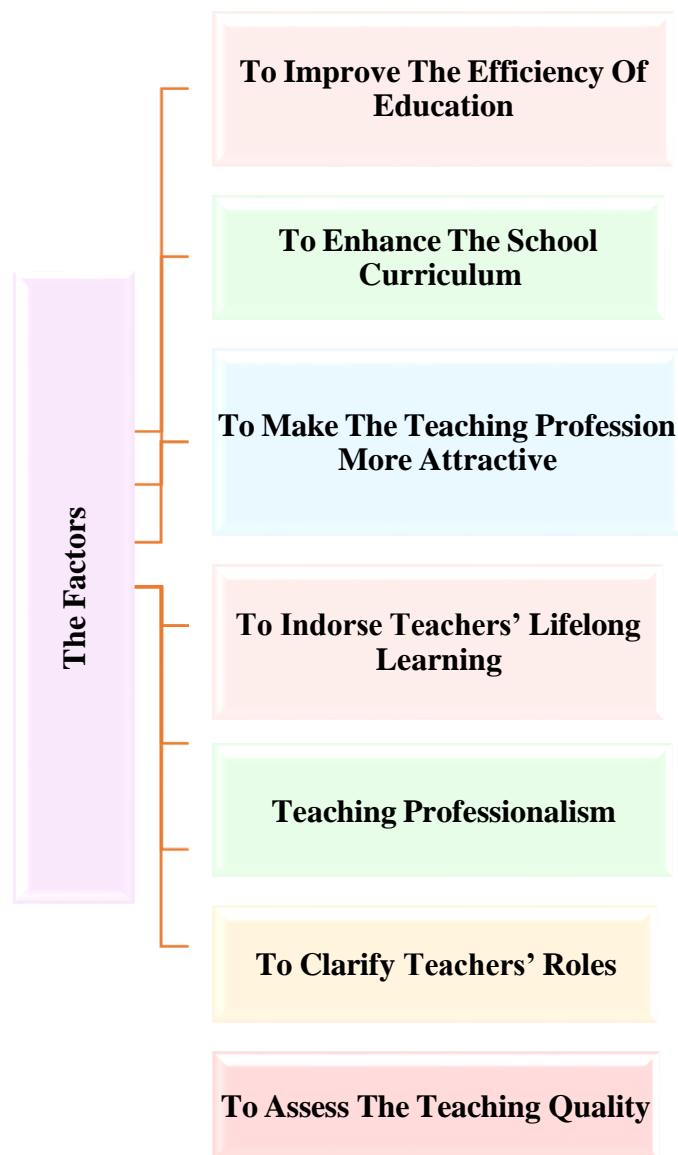 The Factors
To Improve The Efficiency Of
Education
To Enhance The School
Curriculum
To Make The Teaching Profession
More Attractive
To Indorse Teachers’ Lifelong
Learning
Teaching Professionalism
To Clarify Teachers’ Roles
To Assess The Teaching Quality